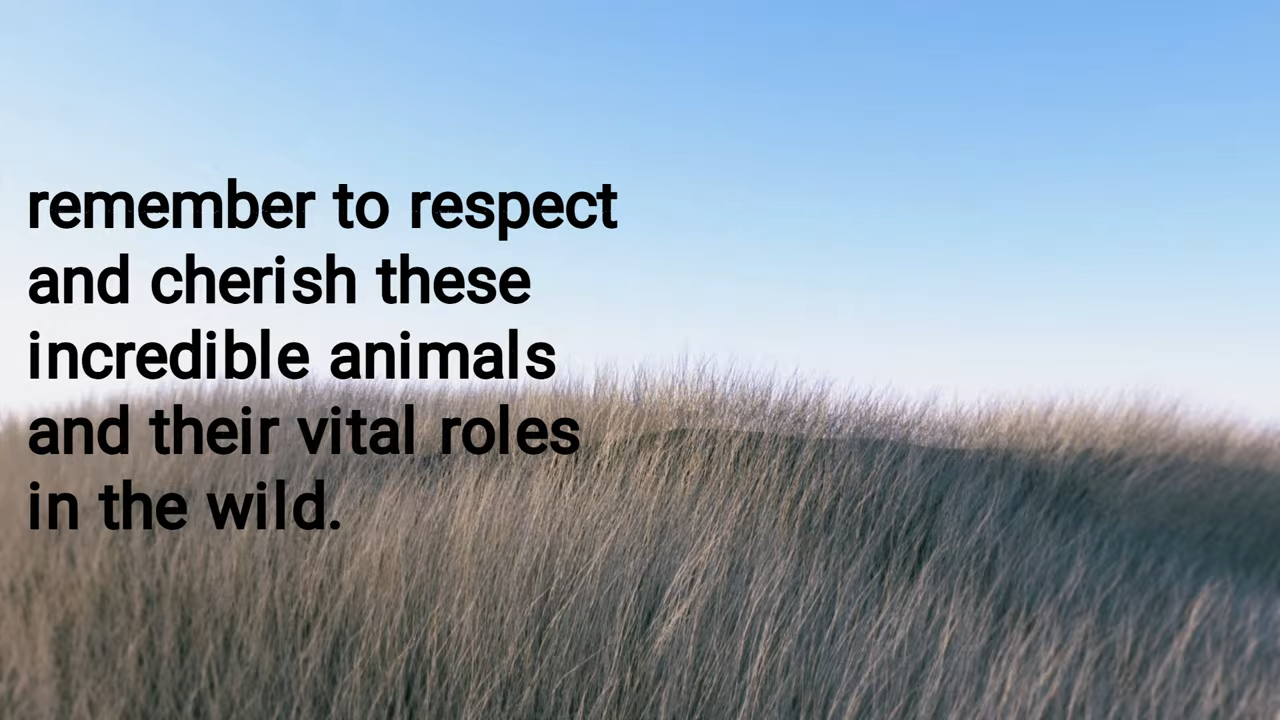 remember to respect
and cherish these
incredible animals
and their vital roles
in the wild.